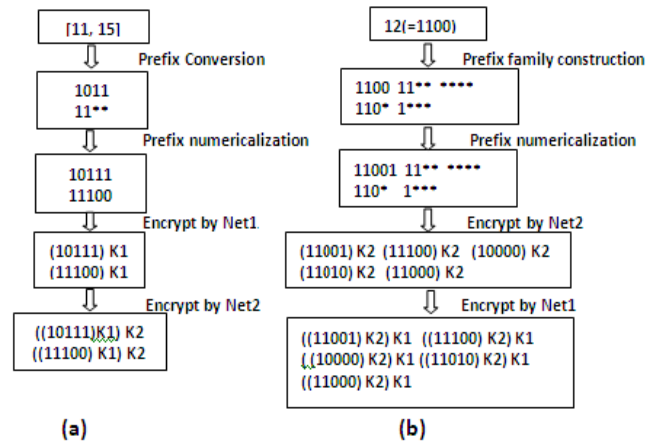 [11, 15]
Prefix Conversion
1011
11**
Prefix numericalization
10111
11100
Encrypt by Net1.
(10111) K1
(11100) K1
Encrypt by Net2
((10111)K1) K2
((11100) K1) K2
(a)
12(=1100)
Prefix family construction
1100 11** ****
110* 1***
Prefix numericalization
11001 11** ****
110* 1***
Encrypt by Net2
(11001) K2 (11100) K2 (10000) K2
(11010) K2 (11000) K2
Encrypt by Net1
((11001) K2) K1 ((11100) K2) K1
((10000) K2) K1 ((11010) K2) K1
((11000) K2) K1
(b)